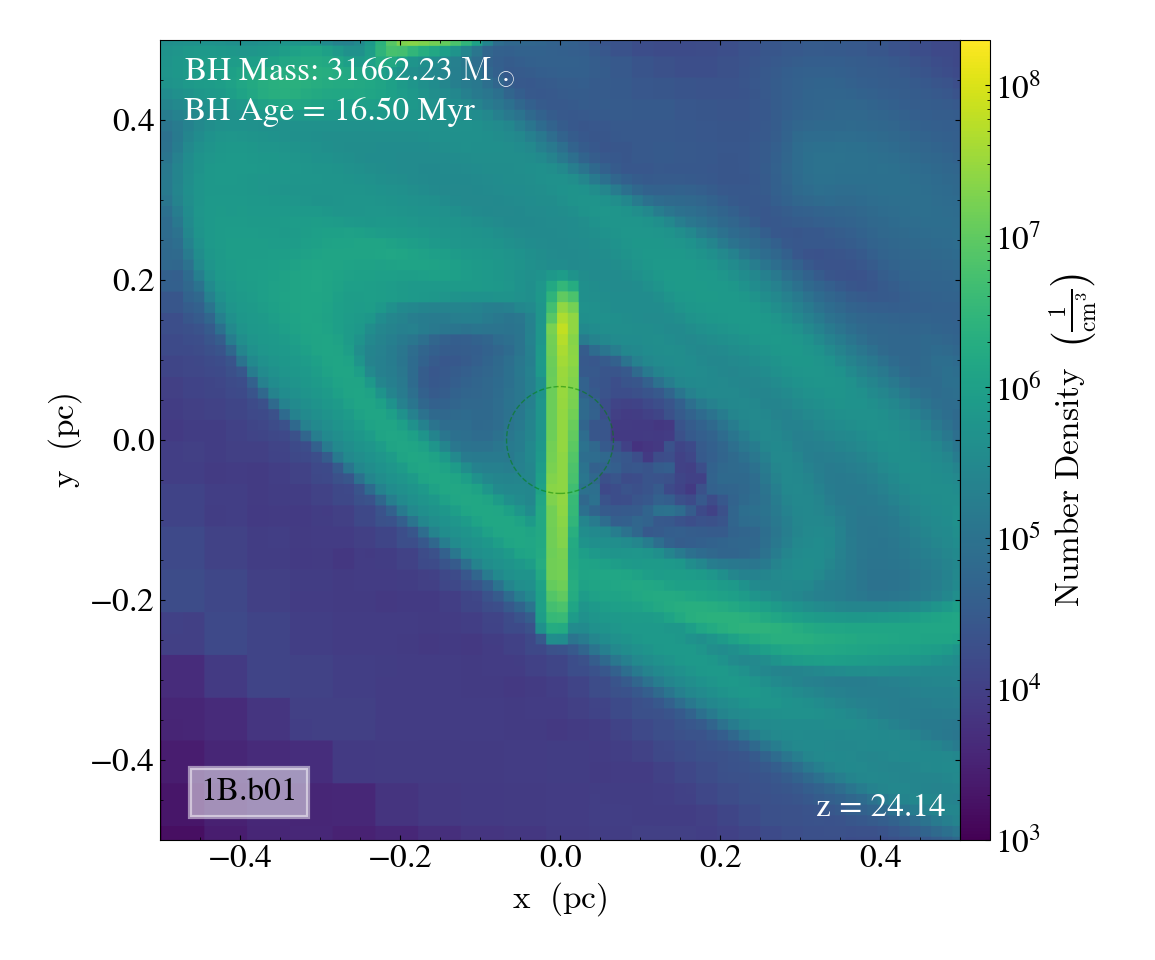 BH Mass: 31662.23 M⊙
BH Age = 16.50 Myr
0.4
0.2
0.0
−0.2
−0.4
y (pc)
1B.b01
z = 24.14
−0.4 −0.2 0.0 0.2 0.4
x (pc)
10⁸
10⁷
10⁶
10⁵
10⁴
10³
Number Density (1/cm³)